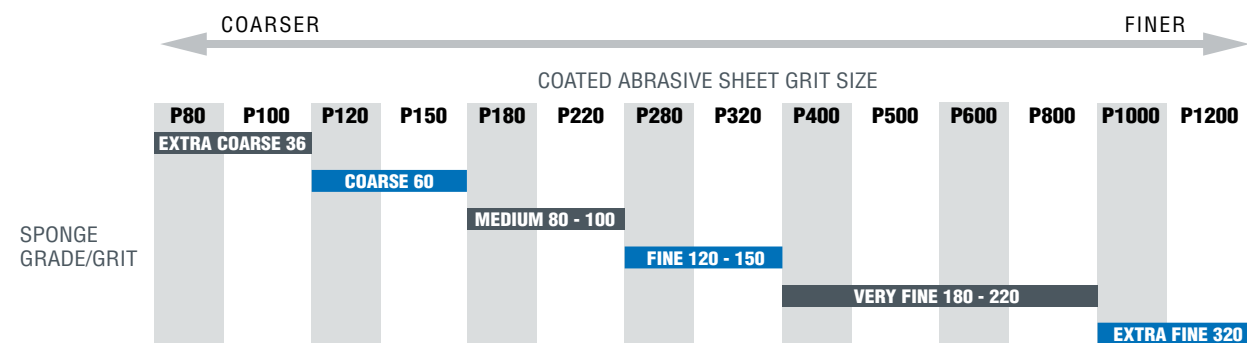 COARSER FINER
COATED ABRASIVE SHEET GRIT SIZE
P80 P100 P120 P150 P180 P220 P280 P320 P400 P500 P600 P800 P1000 P1200
EXTRA COARSE 36
COARSE 60
MEDIUM 80 - 100
SPONGE
GRADE/GRIT
FINE 120 - 150
VERY FINE 180 - 220
EXTRA FINE 320